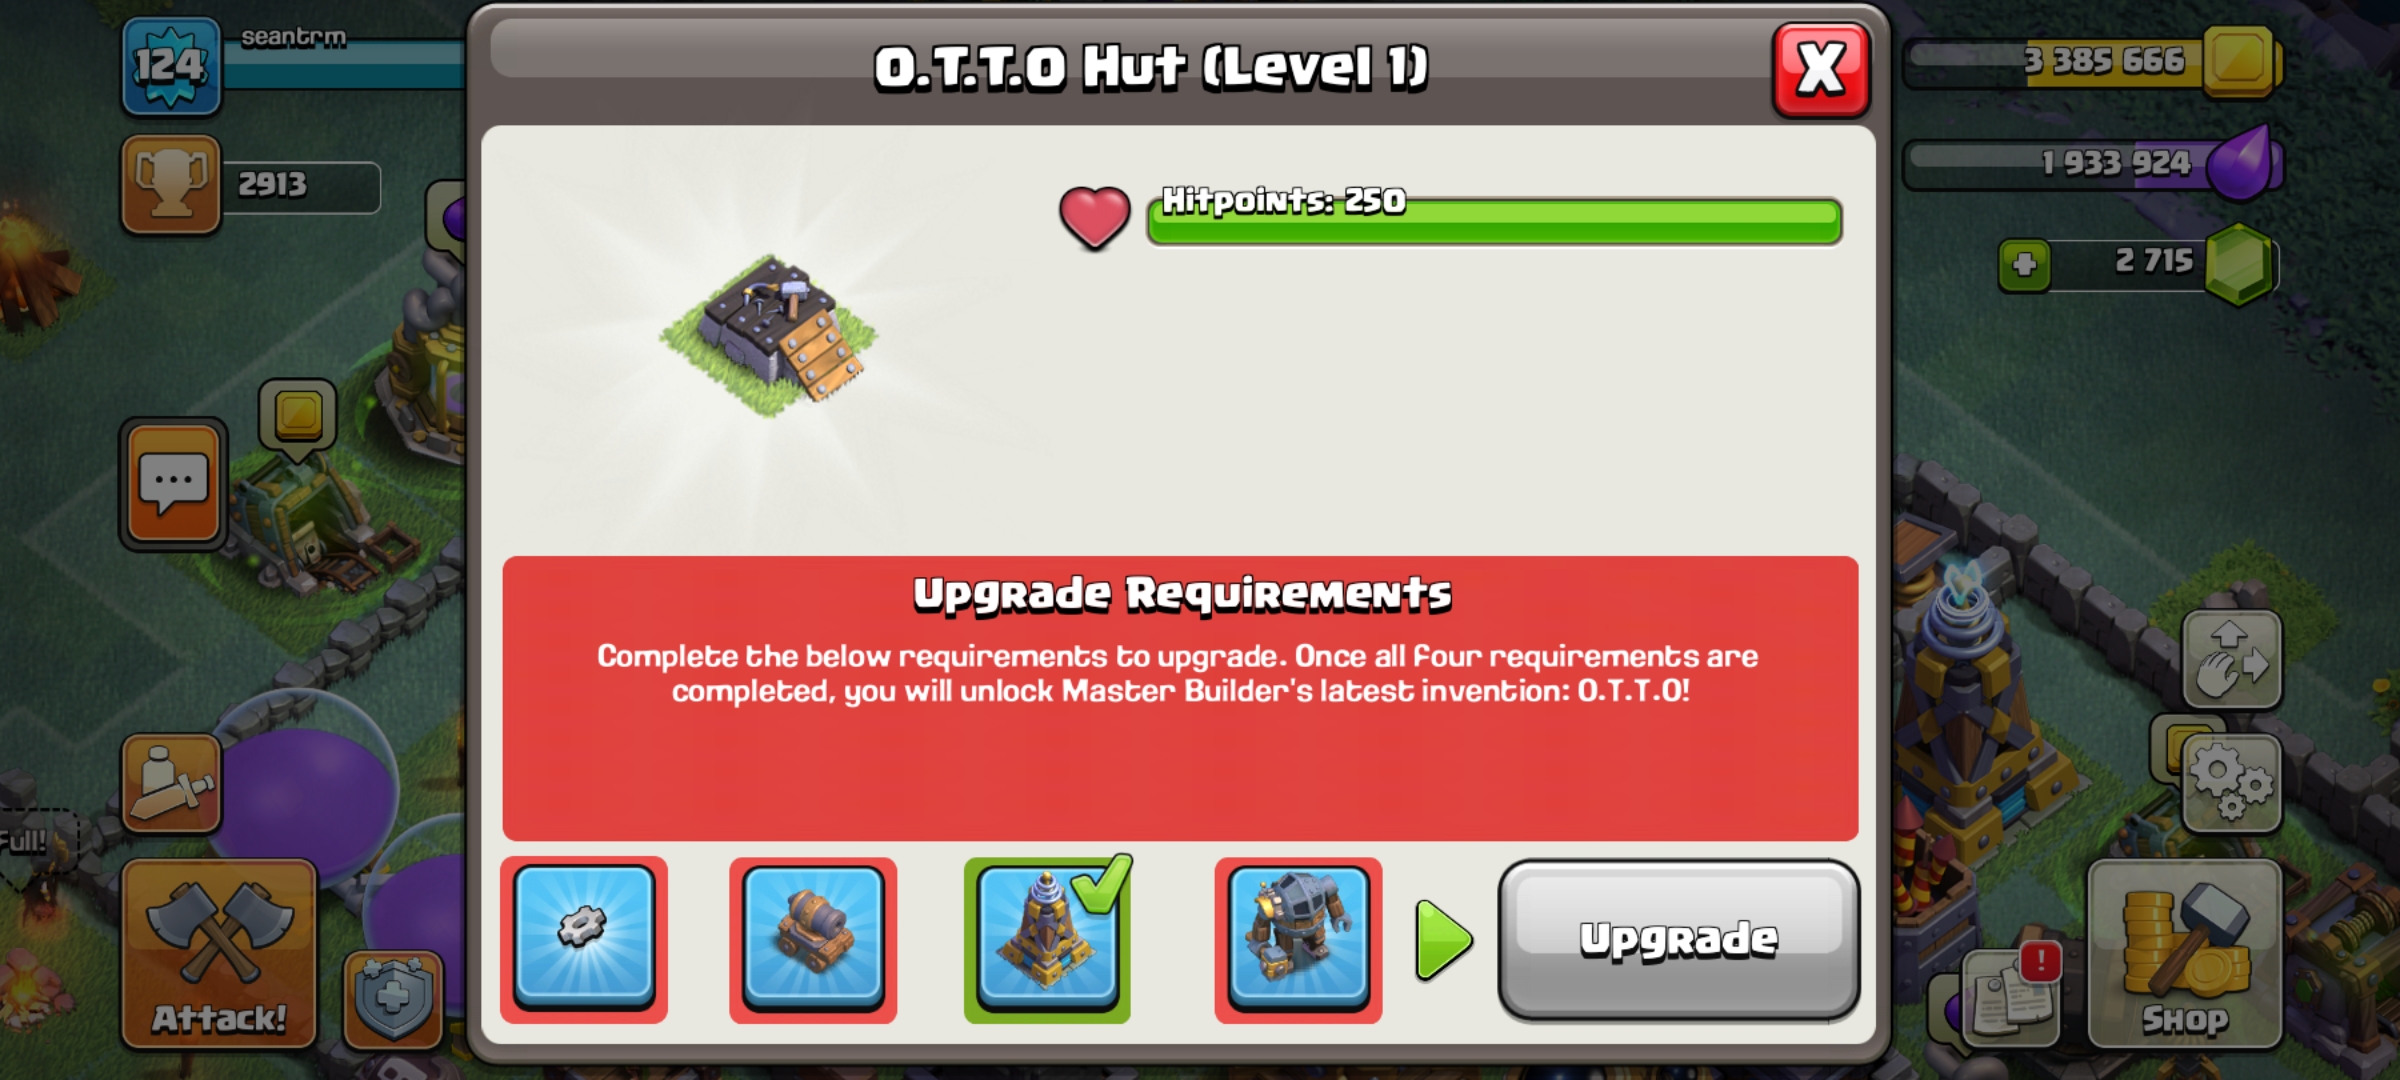 124
seantrm
O.T.T.O Hut (Level 1)
X
3 385 666
2913
1 933 924
Hitpoints: 250
2 715
Upgrade Requirements
Complete the below requirements to upgrade. Once all four requirements are
completed, you will unlock Master Builder's latest invention: O.T.T.O!
Full!
Upgrade
!
Attack!
Shop